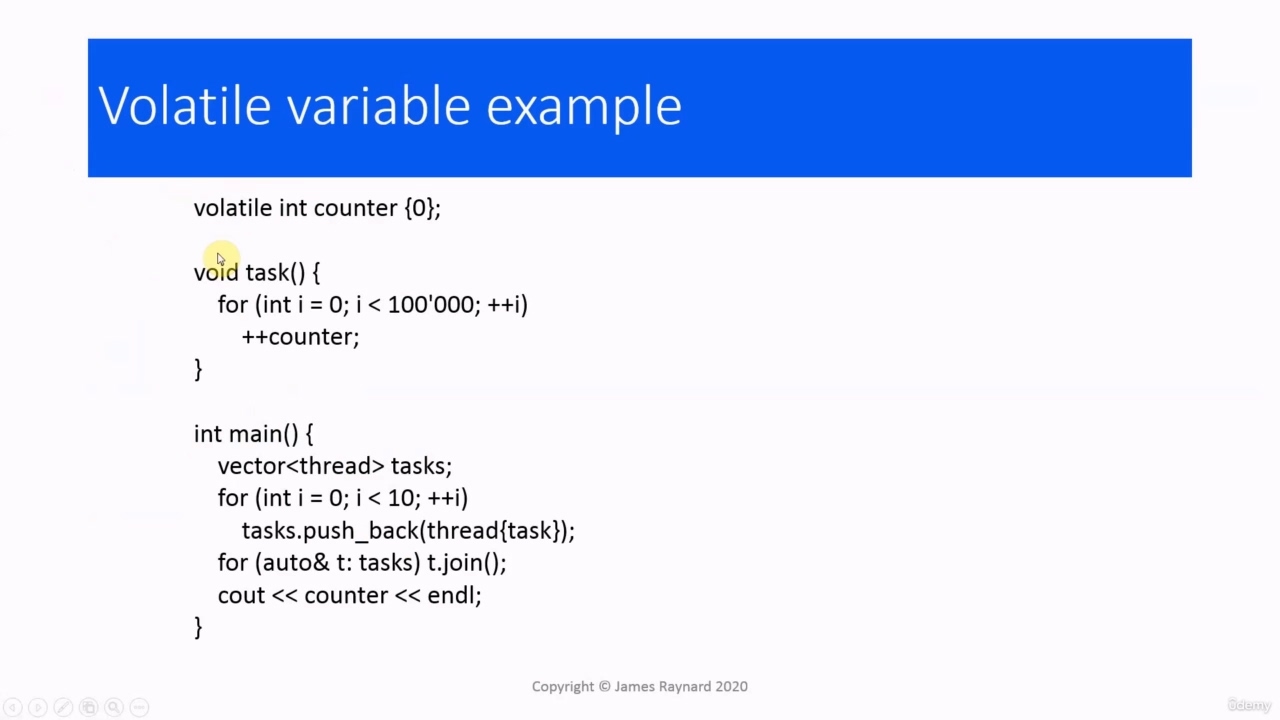 Volatile variable example
volatile int counter {0};
void task() {
for (int i = 0; i < 100'000; ++i)
++counter;
}
int main() {
vector<thread> tasks;
for (int i = 0; i < 10; ++i)
tasks.push_back(thread{task});
for (auto& t: tasks) t.join();
cout << counter << endl;
}
Copyright © James Raynard 2020
ûdemy